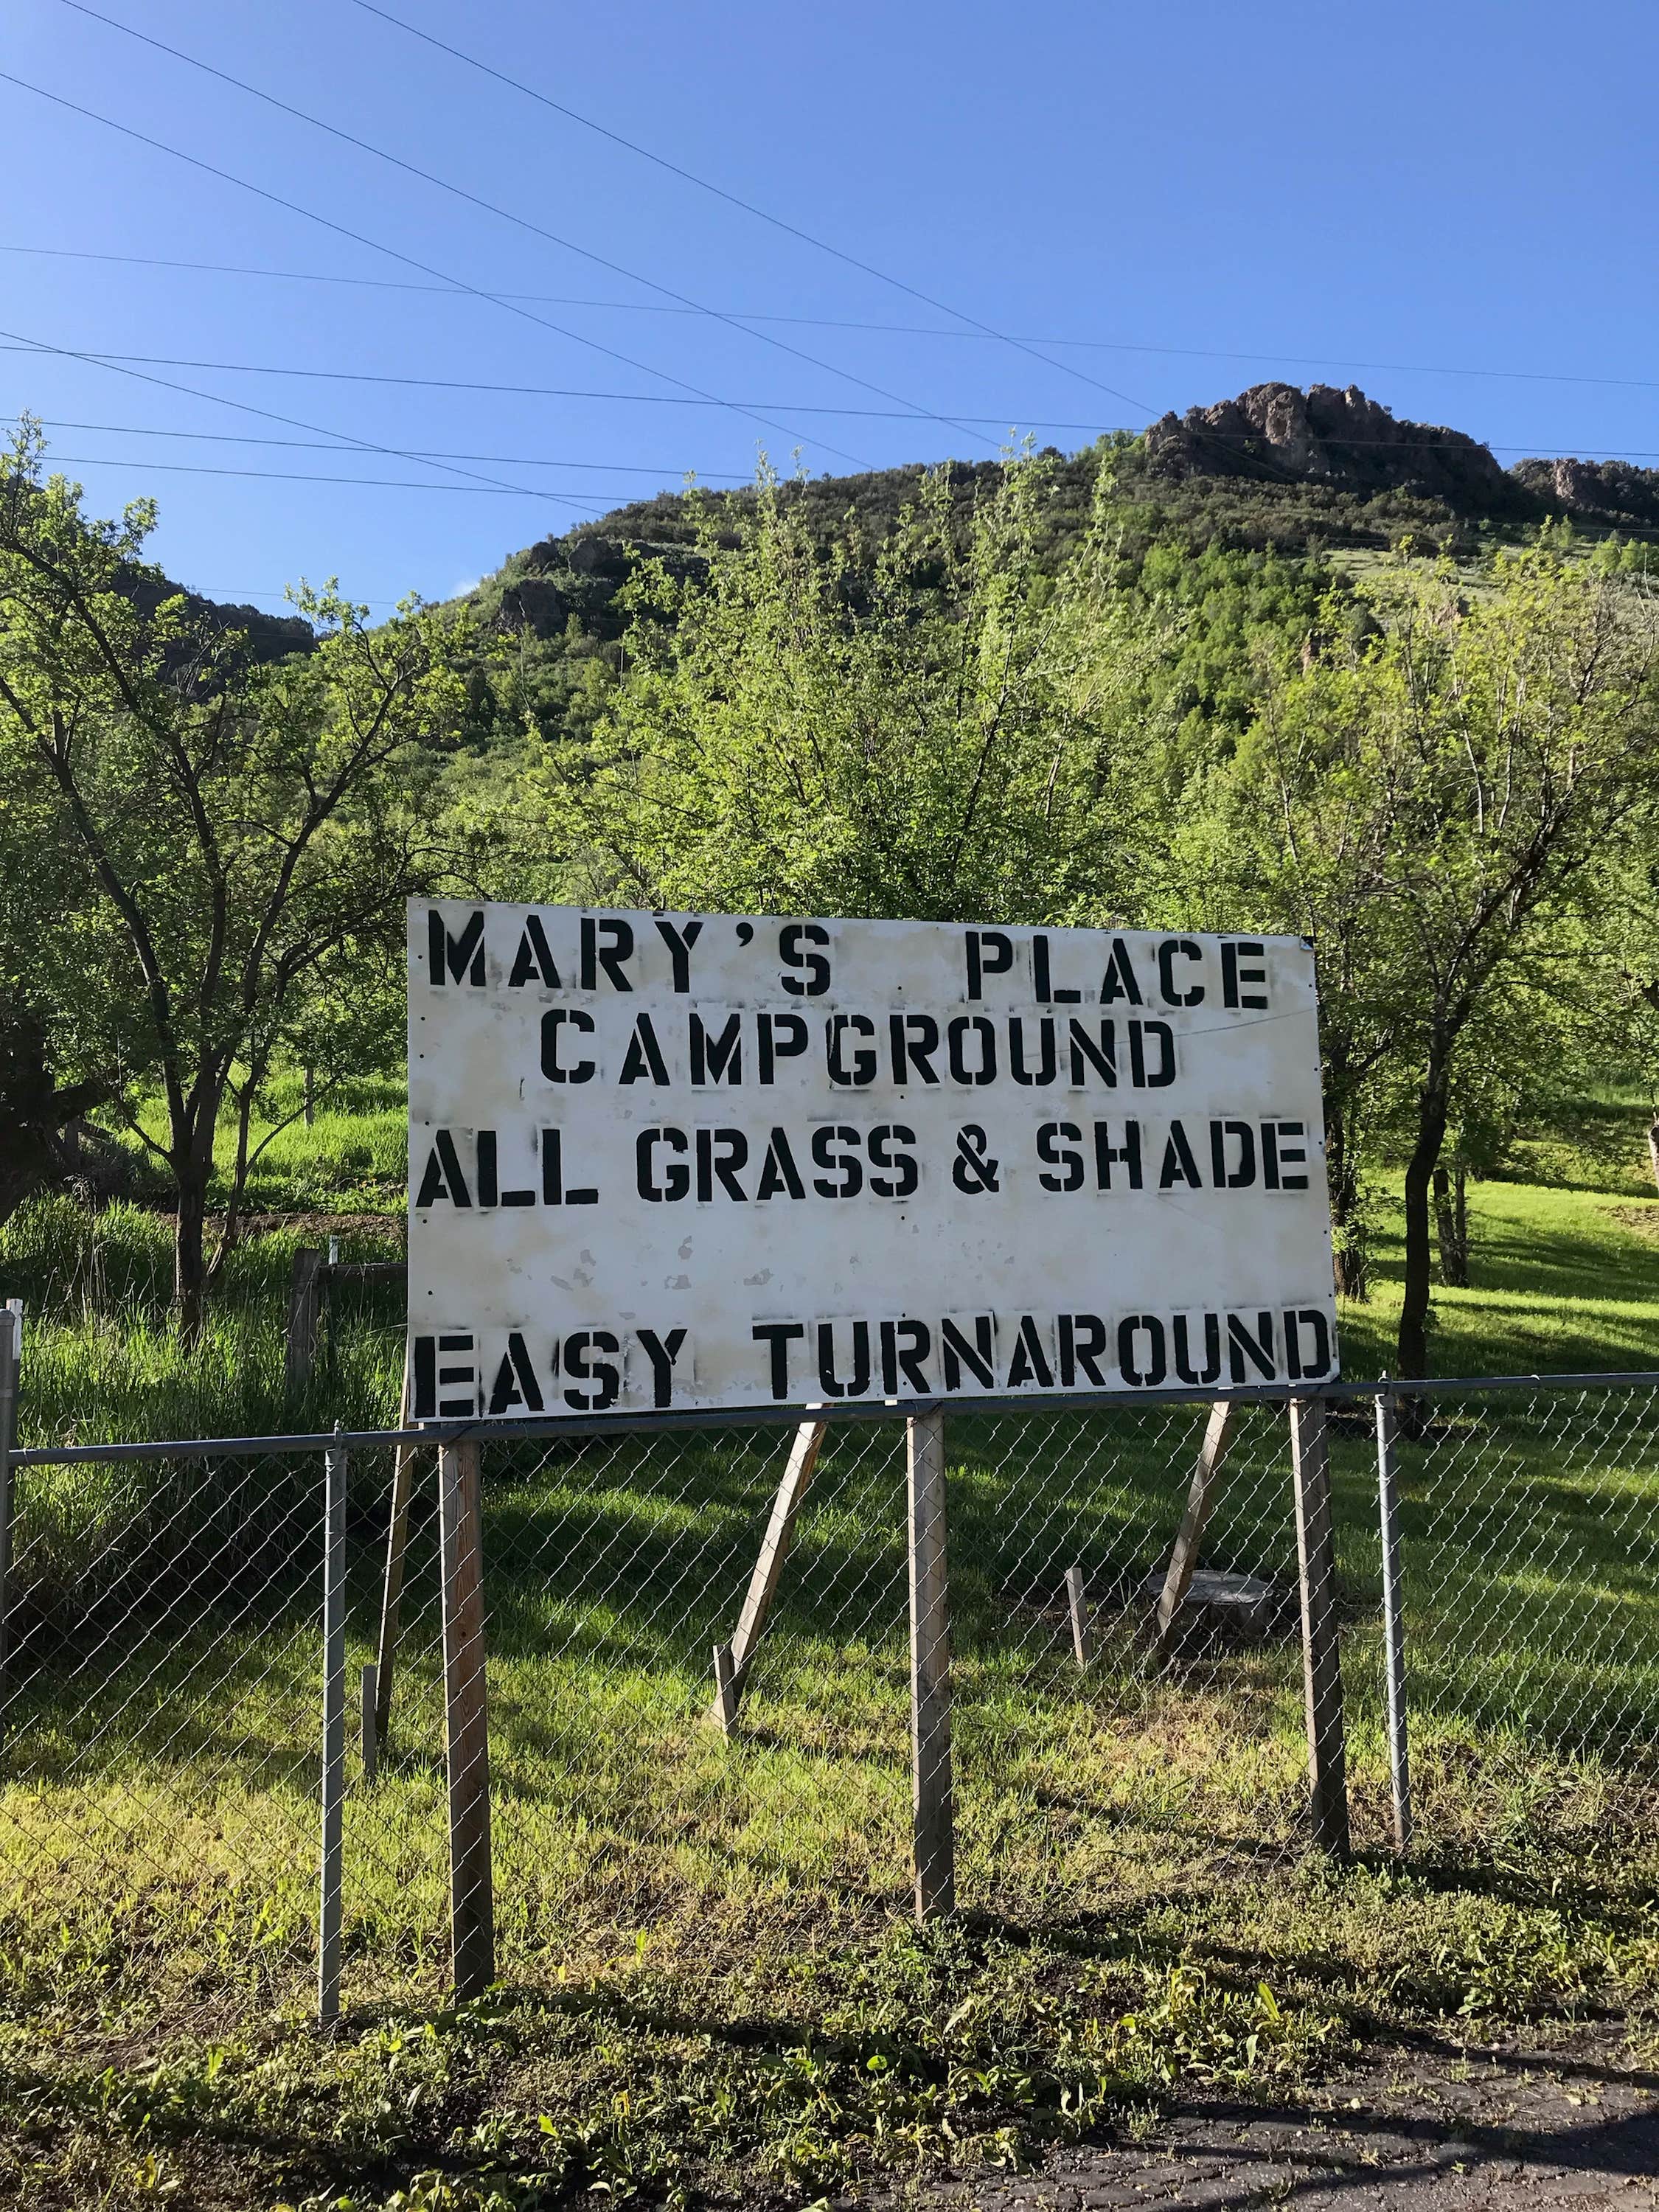 MARY'S PLACE
CAMPGROUND
ALL GRASS & SHADE
EASY TURNAROUND